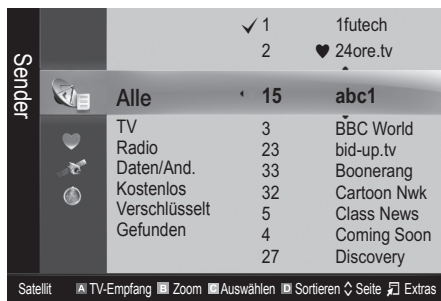 Sender
1 1futech
2 24ore.tv
Alle 15 abc1
TV 3 BBC World
Radio 23 bid-up.tv
Daten/And. 33 Boonerang
Kostenlos 32 Cartoon Nwk
Verschlüsselt 5 Class News
Gefunden 4 Coming Soon
27 Discovery
Satellit A TV-Empfang B Zoom C Auswählen D Sortieren Seite Extras